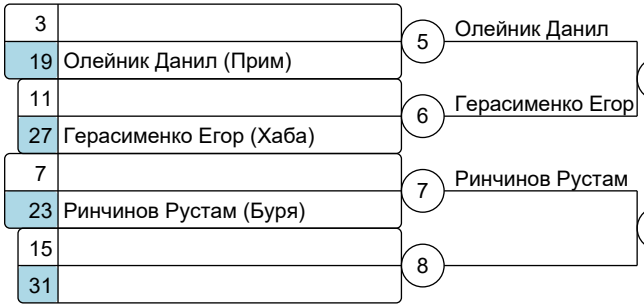 3
5
Олейник Данил
19 Олейник Данил (Прим)
11
6
Герасименко Егор
27 Герасименко Егор (Хаба)
7
7
Ринчинов Рустам
23 Ринчинов Рустам (Буря)
15
8
31